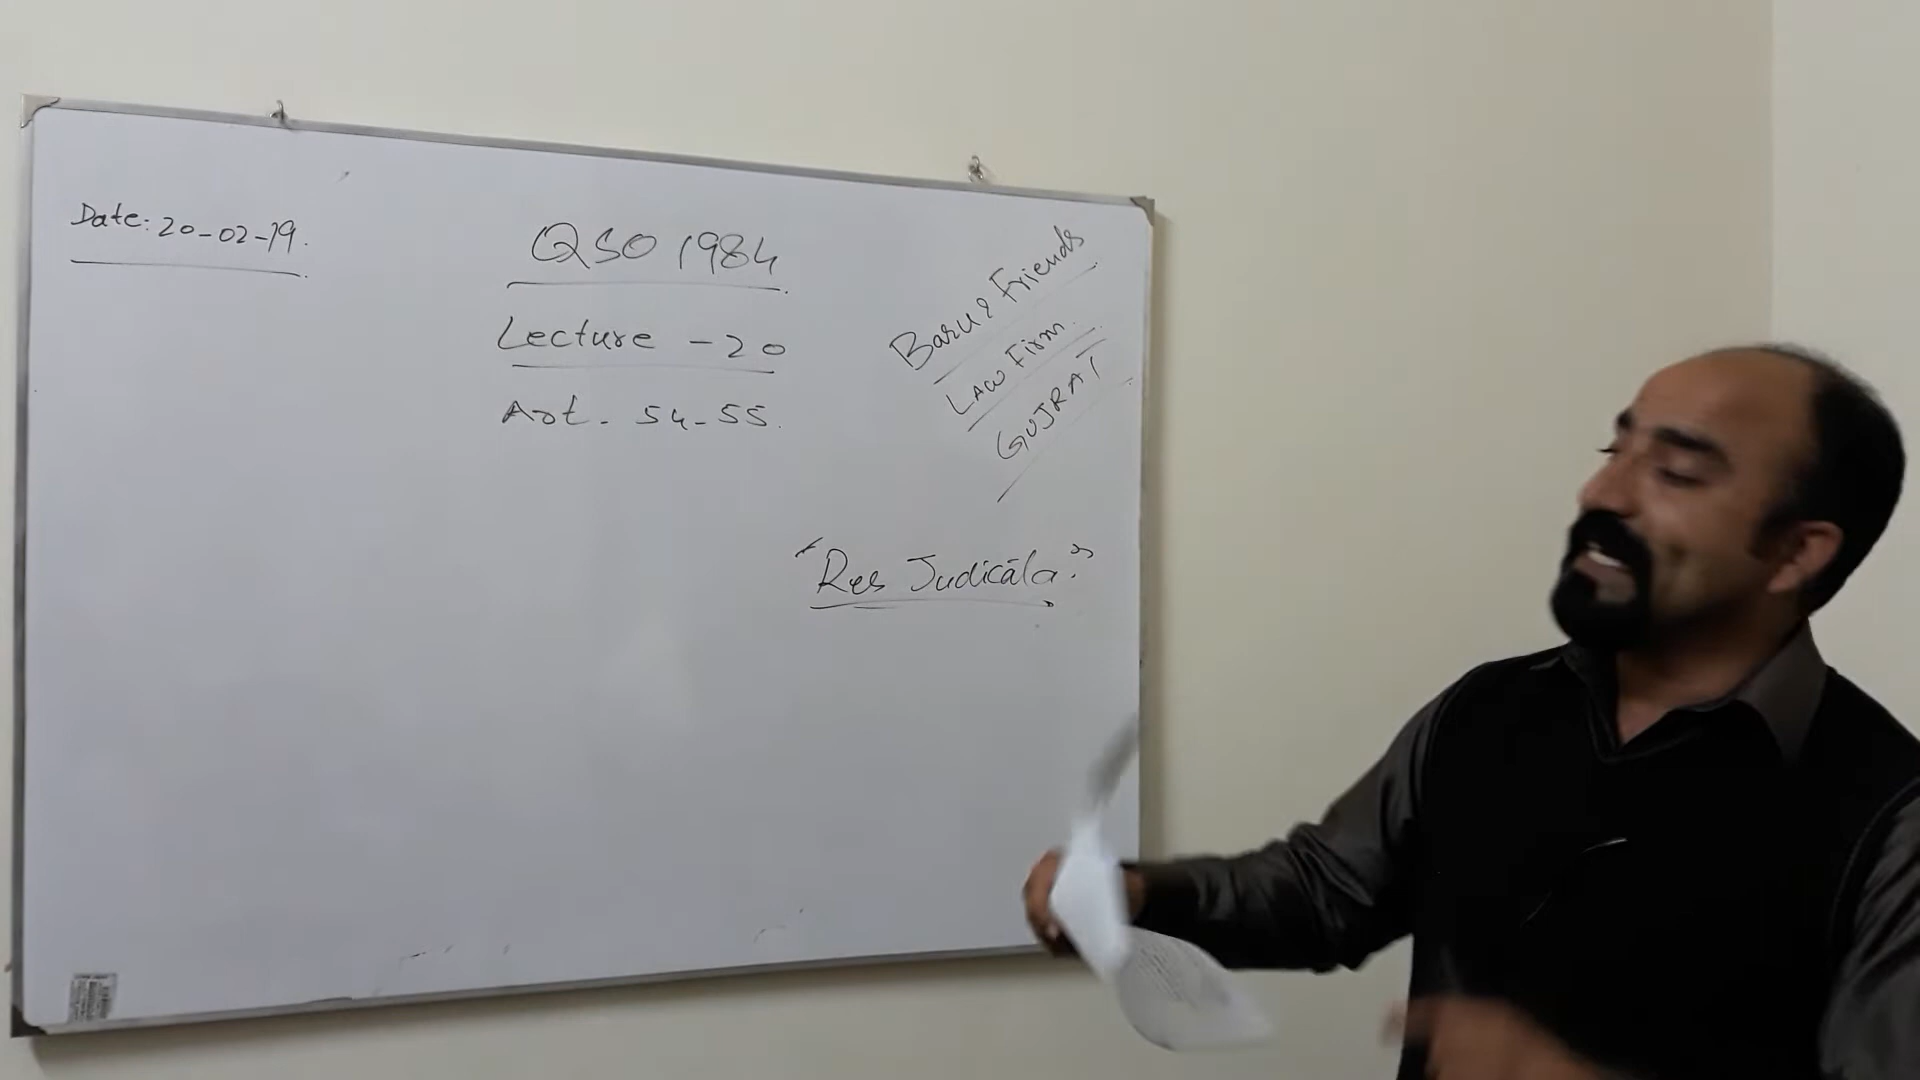 Date: 20-02-19.
QSO 1984
Lecture - 20
Art. 54-55.
Baru & Friends
LAW Firm.
GUJRAT
"Res Judicata."